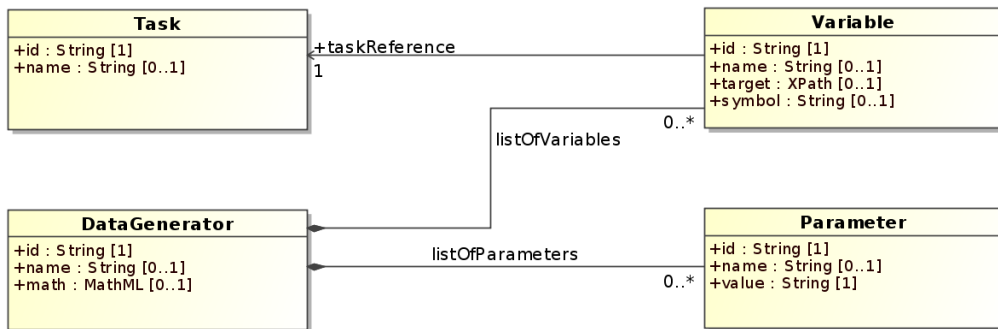 Task
+id : String [1]
+name : String [0..1]
+taskReference
1
Variable
+id : String [1]
+name : String [0..1]
+target : XPath [0..1]
+symbol : String [0..1]
0..*
listOfVariables
DataGenerator
+id : String [1]
+name : String [0..1]
+math : MathML [0..1]
listOfParameters
0..*
Parameter
+id : String [1]
+name : String [0..1]
+value : String [1]